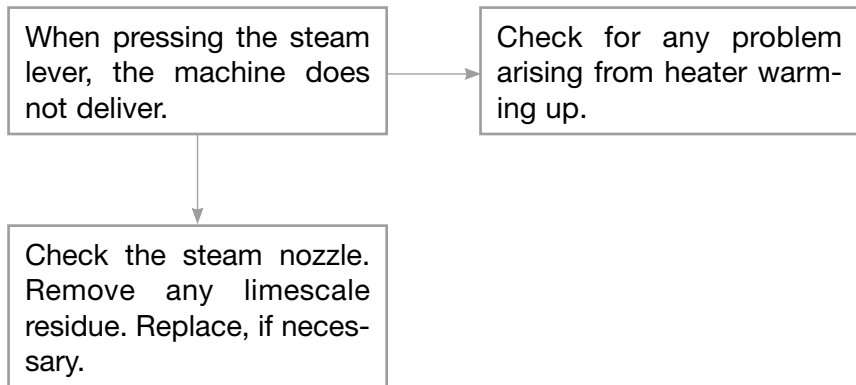 When pressing the steam
lever, the machine does
not deliver.
Check for any problem
arising from heater warm-
ing up.
Check the steam nozzle.
Remove any limescale
residue. Replace, if neces-
sary.